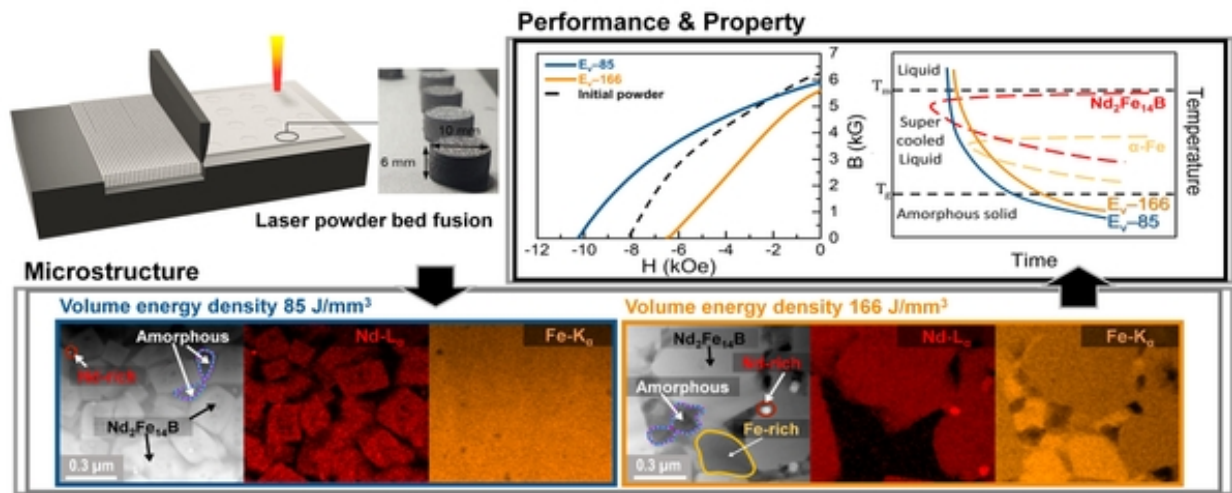 Performance & Property
10 mm
6 mm
Laser powder bed fusion
Eᵥ–85
Eᵥ–166
Initial powder
7
6
5
4
3
2
1
0
B (kG)
-12 -10 -8 -6 -4 -2 0
H (kOe)
Liquid
Tₘ
Nd₂Fe₁₄B
Super
cooled
Liquid
α-Fe
T
Amorphous solid
Eᵥ–166
Eᵥ–85
Temperature
Time
Microstructure
Volume energy density 85 J/mm³
Amorphous
Nd-rich
Nd₂Fe₁₄B
0.3 µm
Nd-Lα
Fe-Kα
Volume energy density 166 J/mm³
Nd₂Fe₁₄B
Nd-rich
Amorphous
Fe-rich
0.3 µm
Nd-Lα
Fe-Kα